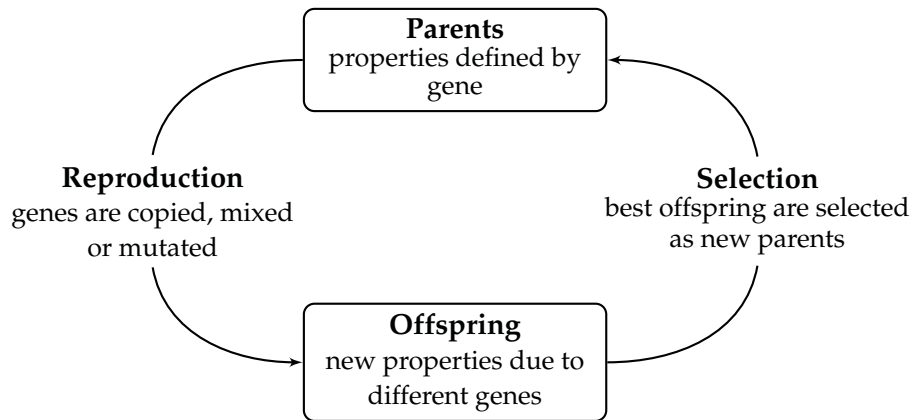 Parents
properties defined by
gene
Reproduction
genes are copied, mixed
or mutated
Selection
best offspring are selected
as new parents
Offspring
new properties due to
different genes